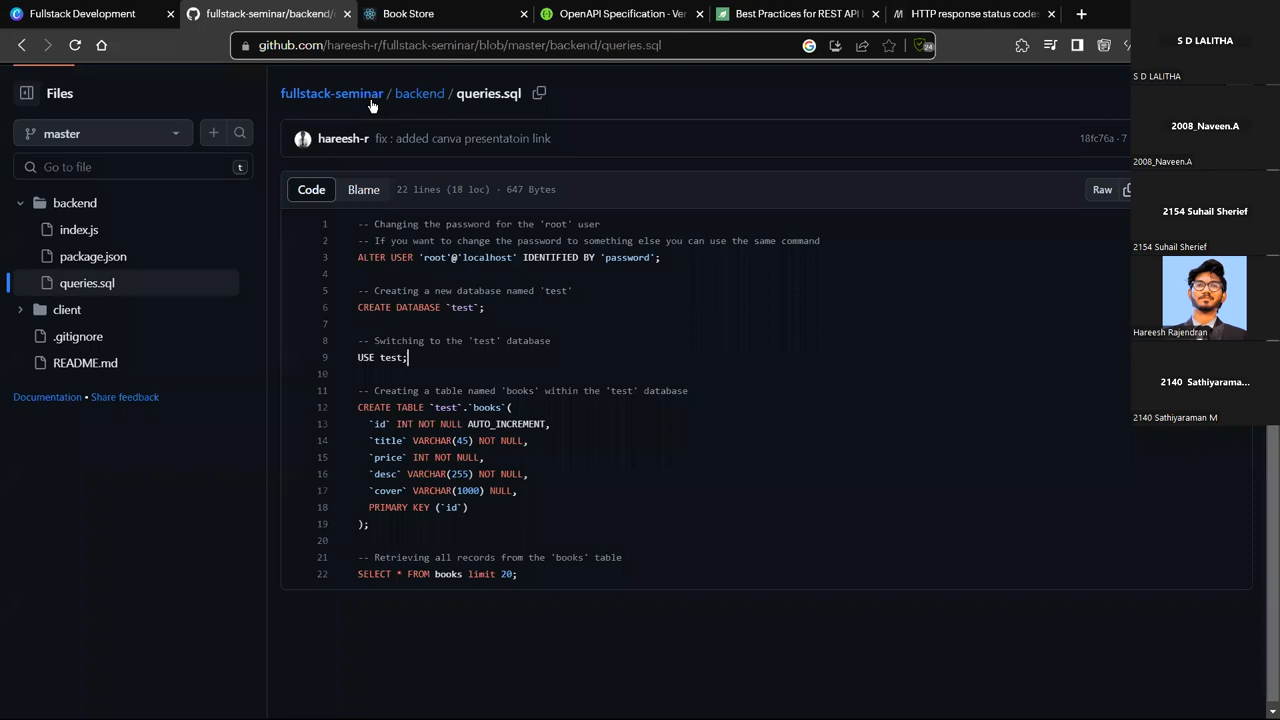 Fullstack Development
fullstack-seminar/backend/
Book Store
OpenAPI Specification - Ver
Best Practices for REST API
HTTP response status codes
github.com/hareesh-r/fullstack-seminar/blob/master/backend/queries.sql
24
Files
master
Go to file
t
backend
index.js
package.json
queries.sql
client
.gitignore
README.md
Documentation • Share feedback
fullstack-seminar / backend / queries.sql
hareesh-r fix : added canva presentatoin link
18fc76a · 7
Code Blame 22 lines (18 loc) · 647 Bytes
Raw
1 -- Changing the password for the 'root' user
2 -- If you want to change the password to something else you can use the same command
3 ALTER USER 'root'@'localhost' IDENTIFIED BY 'password';
4
5 -- Creating a new database named 'test'
6 CREATE DATABASE `test`;
7
8 -- Switching to the 'test' database
9 USE test;
10
11 -- Creating a table named 'books' within the 'test' database
12 CREATE TABLE `test`.`books`(
13 `id` INT NOT NULL AUTO_INCREMENT,
14 `title` VARCHAR(45) NOT NULL,
15 `price` INT NOT NULL,
16 `desc` VARCHAR(255) NOT NULL,
17 `cover` VARCHAR(1000) NULL,
18 PRIMARY KEY (`id`)
19 );
20
21 -- Retrieving all records from the 'books' table
22 SELECT * FROM books limit 20;
S D LALITHA
S D LALITHA
2008_Naveen.A
2008_Naveen.A
2154 Suhail Sherief
2154 Suhail Sherief
Hareesh Rajendran
2140 Sathiyarama...
2140 Sathiyaraman M